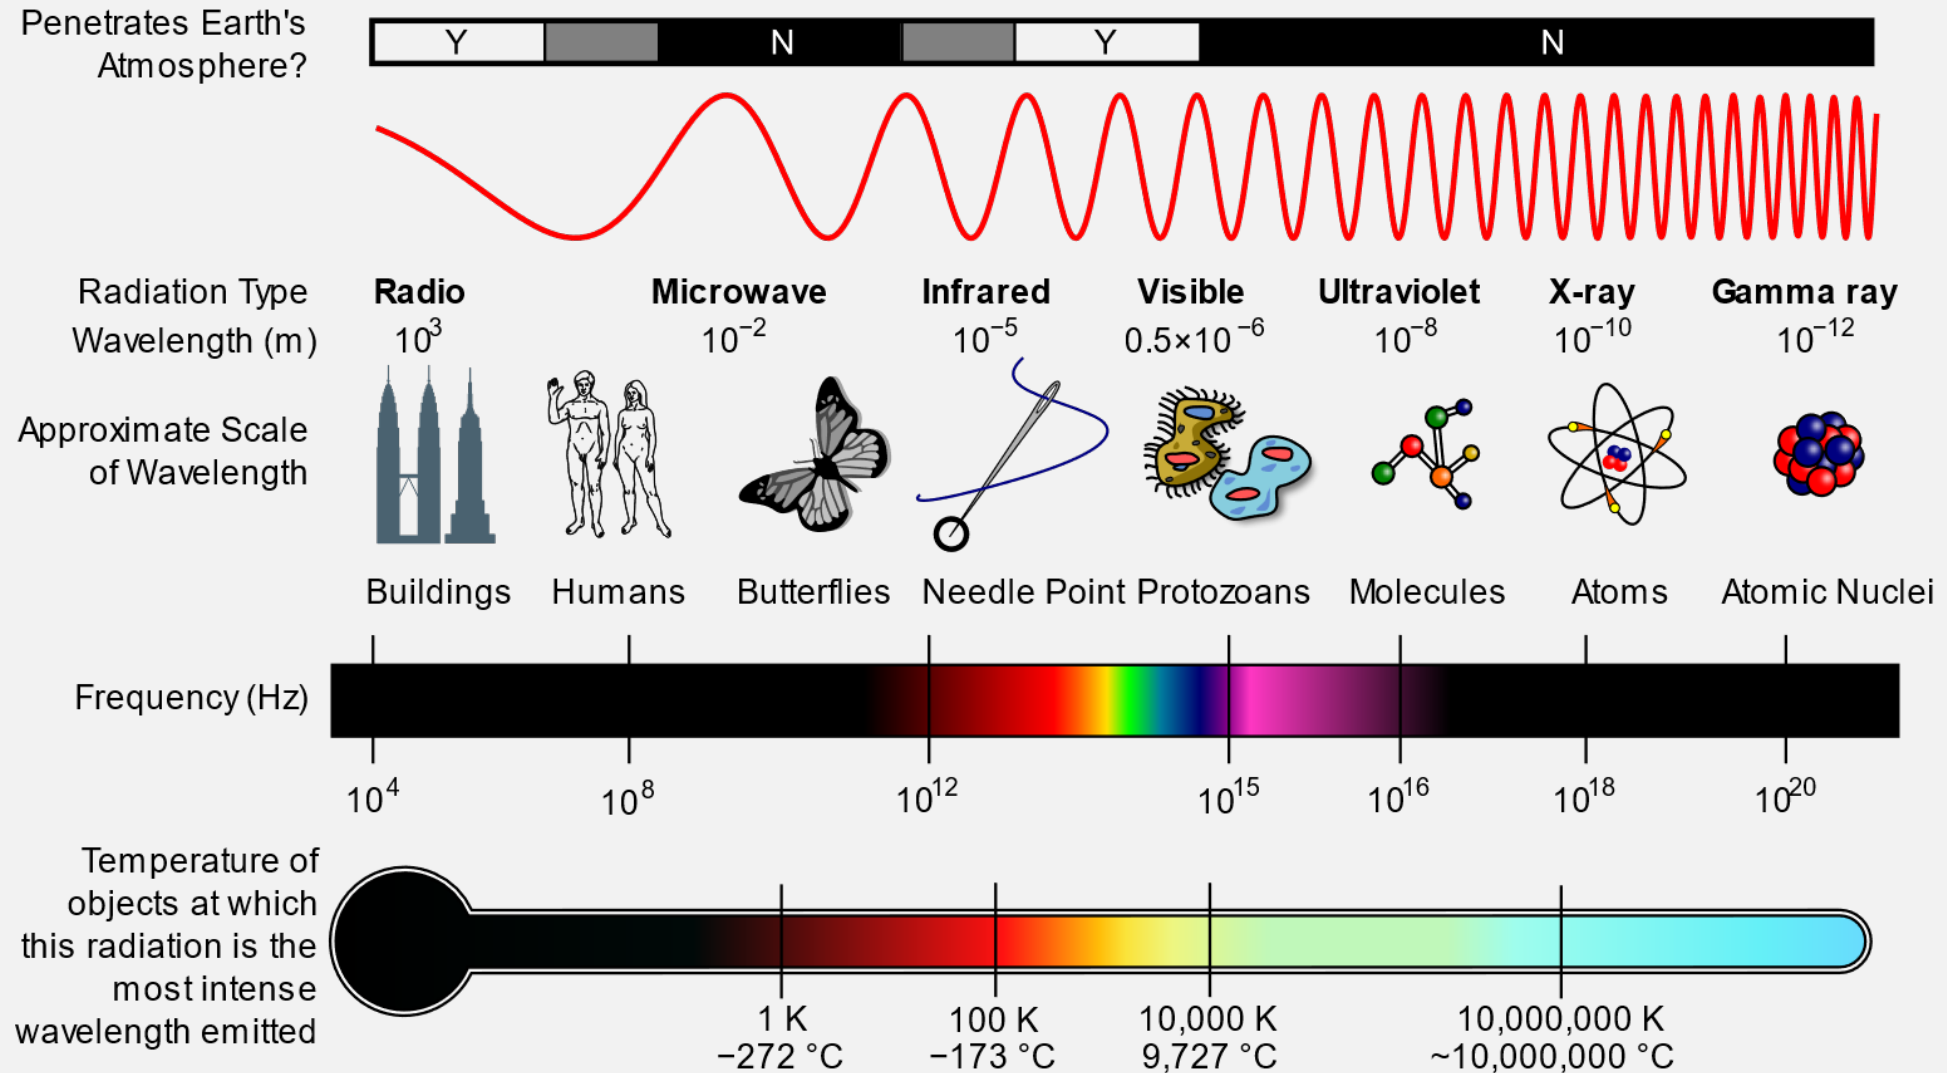 Penetrates Earth's
Atmosphere?
Y N Y N
Radiation Type Radio Microwave Infrared Visible Ultraviolet X-ray Gamma ray
Wavelength (m) 10³ 10⁻² 10⁻⁵ 0.5×10⁻⁶ 10⁻⁸ 10⁻¹⁰ 10⁻¹²
Approximate Scale
of Wavelength
Buildings Humans Butterflies Needle Point Protozoans Molecules Atoms Atomic Nuclei
Frequency (Hz)
10⁴ 10⁸ 10¹² 10¹⁵ 10¹⁶ 10¹⁸ 10²⁰
Temperature of
objects at which
this radiation is the
most intense
wavelength emitted
1 K 100 K 10,000 K 10,000,000 K
−272 °C −173 °C 9,727 °C ~10,000,000 °C